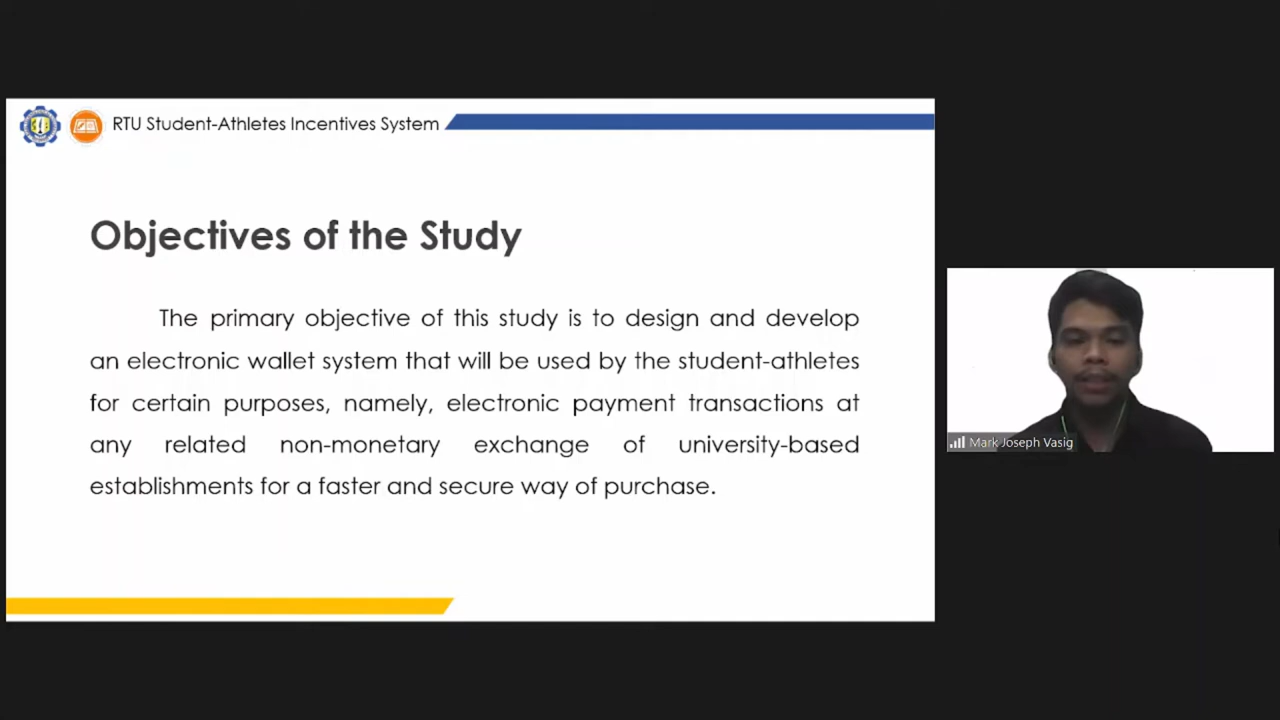 RTU Student-Athletes Incentives System
Objectives of the Study
The primary objective of this study is to design and develop
an electronic wallet system that will be used by the student-athletes
for certain purposes, namely, electronic payment transactions at
any related non-monetary exchange of university-based
establishments for a faster and secure way of purchase.
Mark Joseph Vasig